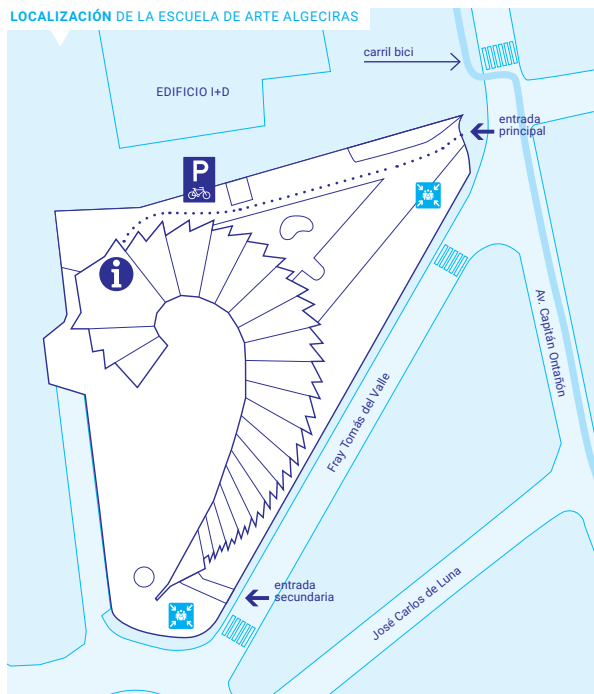 LOCALIZACIÓN DE LA ESCUELA DE ARTE ALGECIRAS
carril bici
EDIFICIO I+D
entrada
principal
P
i
Av. Capitán Ontañón
Fray Tomás del Valle
entrada
secundaria
José Carlos de Luna